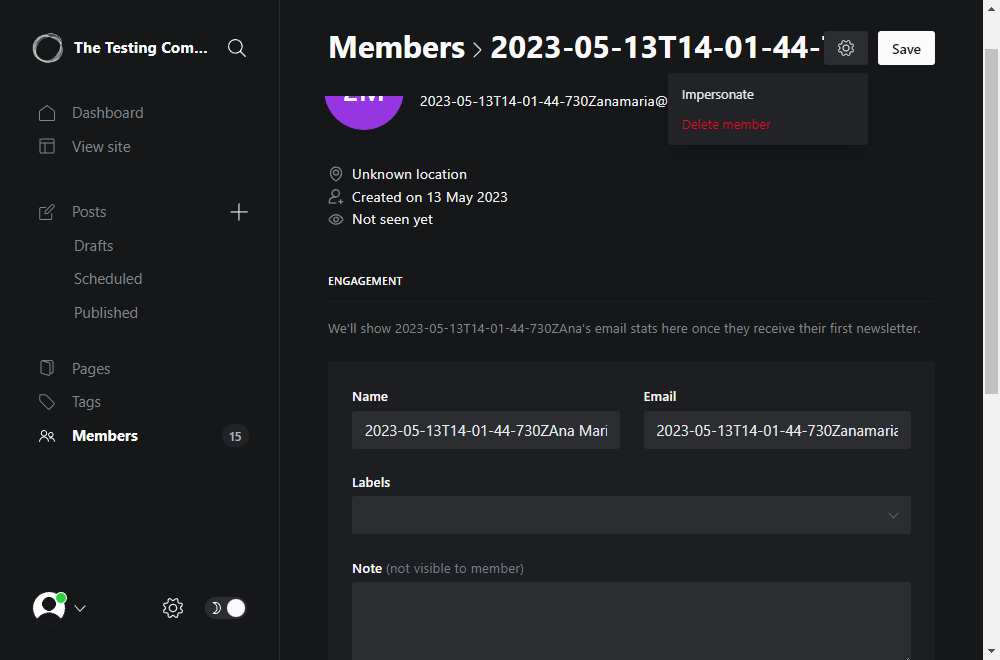 The Testing Com...
Members > 2023-05-13T14-01-44-
Save
Impersonate
Delete member
2023-05-13T14-01-44-730Zanamaria@
Dashboard
View site
Posts
Drafts
Scheduled
Published
Pages
Tags
Members 15
Unknown location
Created on 13 May 2023
Not seen yet
ENGAGEMENT
We'll show 2023-05-13T14-01-44-730ZAna's email stats here once they receive their first newsletter.
Name
2023-05-13T14-01-44-730ZAna Mari
Email
2023-05-13T14-01-44-730Zanamaria
Labels
Note (not visible to member)